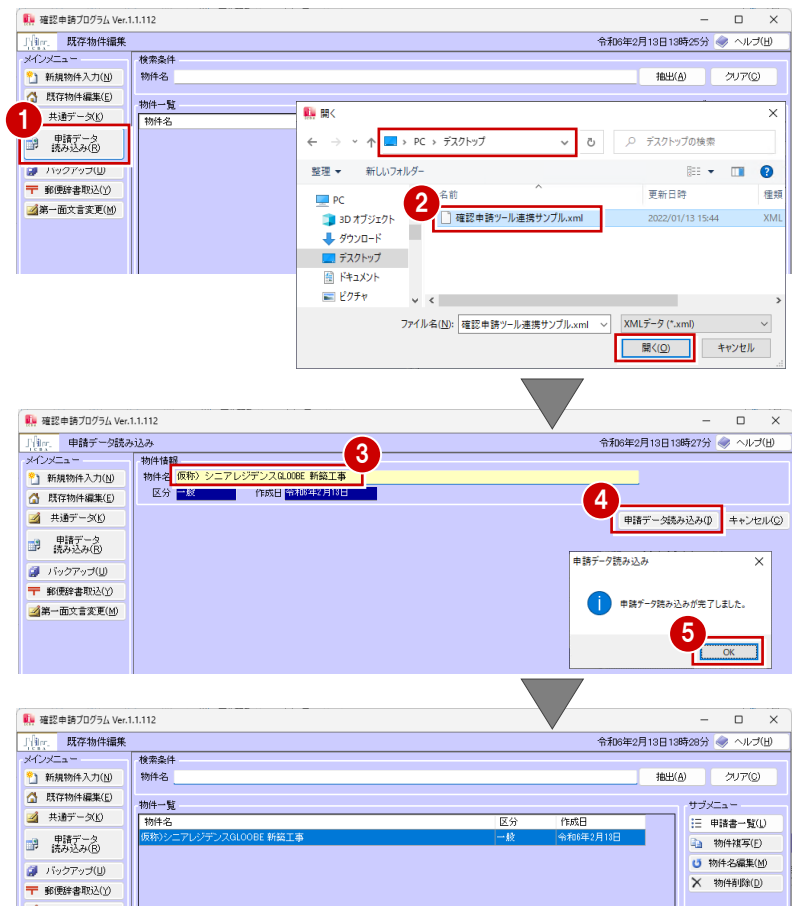 確認申請プログラム Ver.1.1.112
既存物件編集
令和06年2月13日13時25分
ヘルプ(H)
メインメニュー
新規物件入力(N)
既存物件編集(E)
共通データ(K)
申請データ
読み込み(R)
バックアップ(U)
郵便辞書取込(Y)
第一面文言変更(M)
検索条件
物件名
抽出(A)
クリア(C)
物件一覧
物件名
1
開く
PC > デスクトップ
デスクトップの検索
整理
新しいフォルダー
PC
3D オブジェクト
ダウンロード
デスクトップ
ドキュメント
ピクチャ
2
名前
更新日時
種類
確認申請ツール連携サンプル.xml
2022/01/13 15:44
XML
ファイル名(N):
確認申請ツール連携サンプル.xml
XMLデータ (*.xml)
開く(O)
キャンセル
確認申請プログラム Ver.1.1.112
申請データ読み込み
令和06年2月13日13時27分
ヘルプ(H)
メインメニュー
新規物件入力(N)
既存物件編集(E)
共通データ(K)
申請データ
読み込み(R)
バックアップ(U)
郵便辞書取込(Y)
第一面文言変更(M)
物件情報
3
物件名 仮称）シニアレジデンスGLOOBE 新築工事
区分 一般
作成日 令和6年2月13日
4
申請データ読み込み(I)
キャンセル(C)
申請データ読み込み
申請データ読み込みが完了しました。
5
OK
確認申請プログラム Ver.1.1.112
既存物件編集
令和06年2月13日13時28分
ヘルプ(H)
メインメニュー
新規物件入力(N)
既存物件編集(E)
共通データ(K)
申請データ
読み込み(R)
バックアップ(U)
郵便辞書取込(Y)
検索条件
物件名
抽出(A)
クリア(C)
物件一覧
物件名
区分
作成日
仮称)シニアレジデンスGLOOBE 新築工事
一般
令和6年2月13日
サブメニュー
申請書一覧(L)
物件複写(F)
物件名編集(M)
物件削除(D)